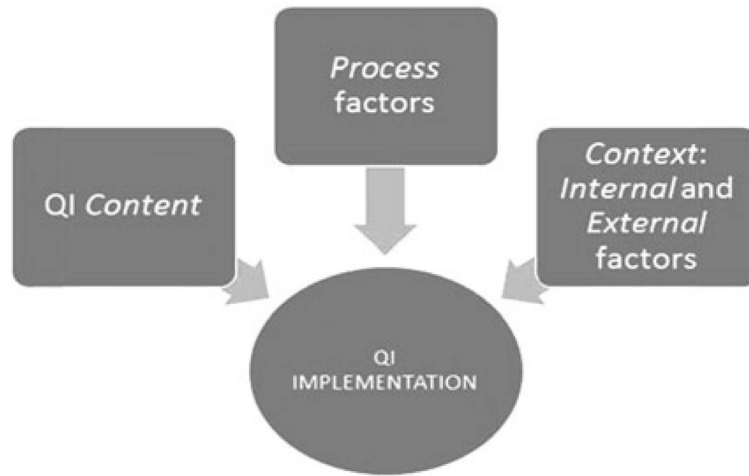 Process
factors
QI Content
Context:
Internal and
External
factors
QI
IMPLEMENTATION